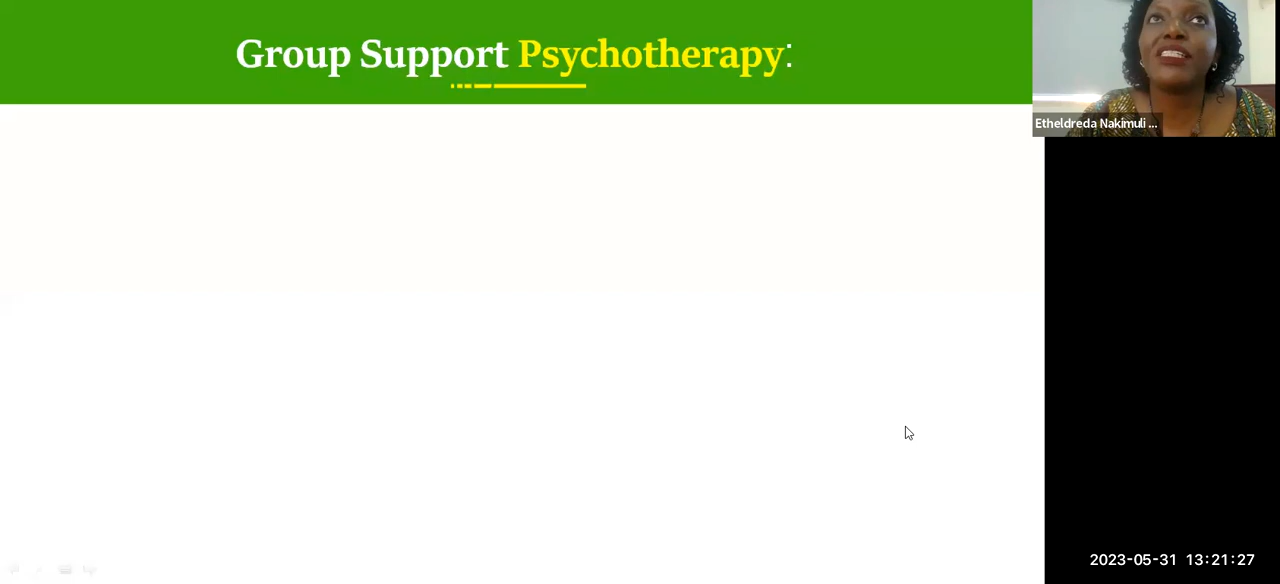 Group Support Psychotherapy:
Etheldreda Nakimuli ...
2023-05-31 13:21:27